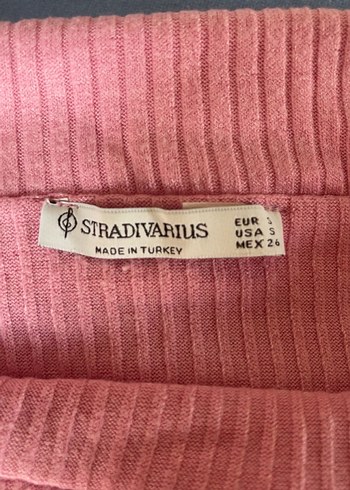 STRADIVARIUS
MADE IN TURKEY
EUR S
USA S
MEX 26